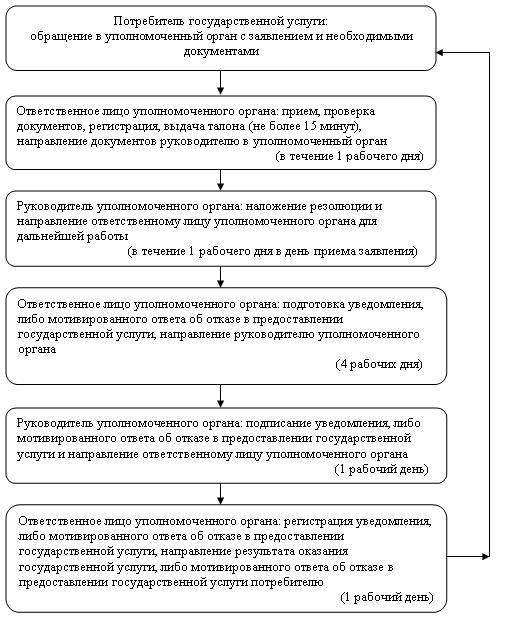 Потребитель государственной услуги:
обращение в уполномоченный орган с заявлением и необходимыми
документами
Ответственное лицо уполномоченного органа: прием, проверка
документов, регистрация, выдача талона (не более 15 минут),
направление документов руководителю в уполномоченный орган
(в течение 1 рабочего дня)
Руководитель уполномоченного органа: наложение резолюции и
направление ответственному лицу уполномоченного органа для
дальнейшей работы
(в течение 1 рабочего дня в день приема заявления)
Ответственное лицо уполномоченного органа: подготовка уведомления,
либо мотивированного ответа об отказе в предоставлении
государственной услуги, направление руководителю уполномоченного
органа
(4 рабочих дня)
Руководитель уполномоченного органа: подписание уведомления, либо
мотивированного ответа об отказе в предоставлении государственной
услуги и направление ответственному лицу уполномоченного органа
(1 рабочий день)
Ответственное лицо уполномоченного органа: регистрация уведомления,
либо мотивированного ответа об отказе в предоставлении
государственной услуги, направление результата оказания
государственной услуги, либо мотивированного ответа об отказе в
предоставлении государственной услуги потребителю
(1 рабочий день)